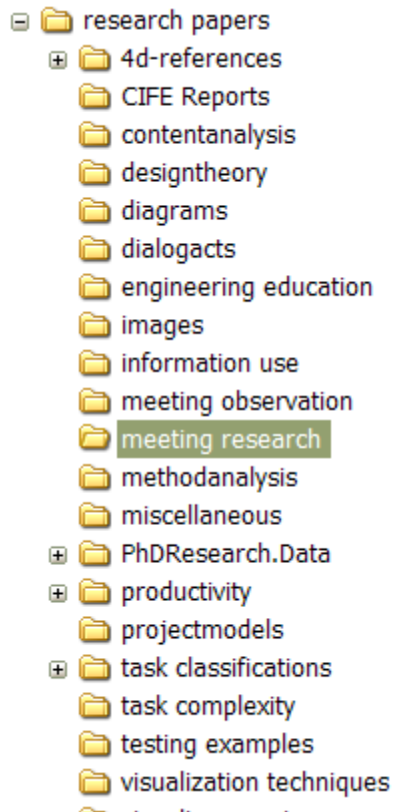 research papers
4d-references
CIFE Reports
contentanalysis
designtheory
diagrams
dialogacts
engineering education
images
information use
meeting observation
meeting research
methodanalysis
miscellaneous
PhDResearch.Data
productivity
projectmodels
task classifications
task complexity
testing examples
visualization techniques